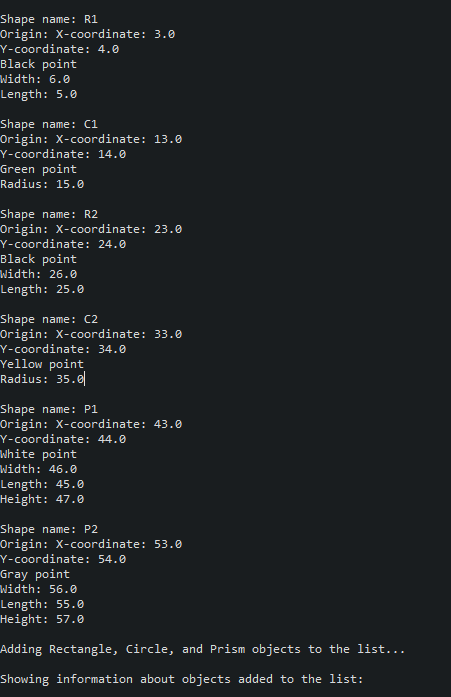 Shape name: R1
Origin: X-coordinate: 3.0
Y-coordinate: 4.0
Black point
Width: 6.0
Length: 5.0

Shape name: C1
Origin: X-coordinate: 13.0
Y-coordinate: 14.0
Green point
Radius: 15.0

Shape name: R2
Origin: X-coordinate: 23.0
Y-coordinate: 24.0
Black point
Width: 26.0
Length: 25.0

Shape name: C2
Origin: X-coordinate: 33.0
Y-coordinate: 34.0
Yellow point
Radius: 35.0

Shape name: P1
Origin: X-coordinate: 43.0
Y-coordinate: 44.0
White point
Width: 46.0
Length: 45.0
Height: 47.0

Shape name: P2
Origin: X-coordinate: 53.0
Y-coordinate: 54.0
Gray point
Width: 56.0
Length: 55.0
Height: 57.0

Adding Rectangle, Circle, and Prism objects to the list...

Showing information about objects added to the list: